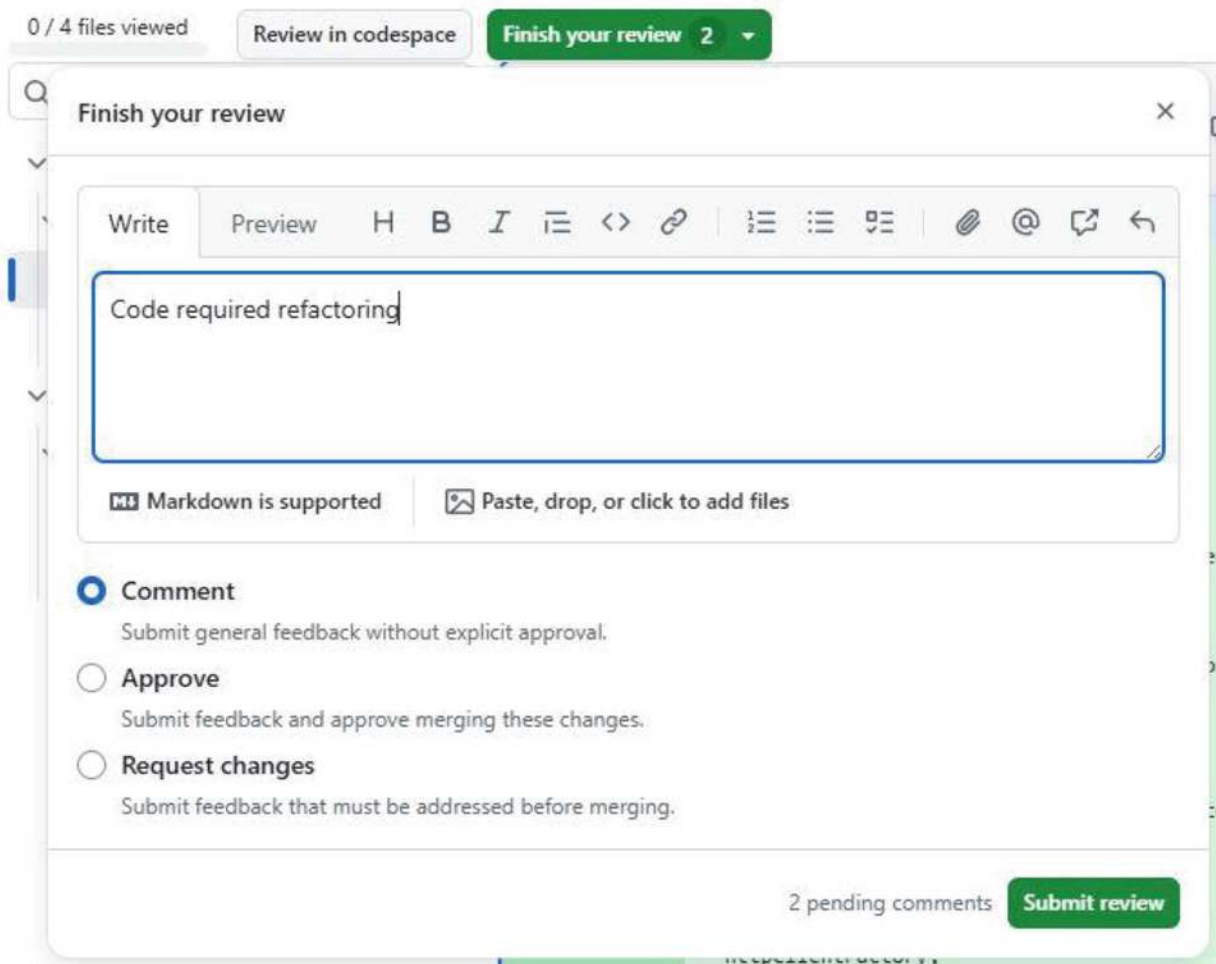 0 / 4 files viewed
Review in codespace
Finish your review 2
Finish your review
Write
Preview
Code required refactoring
Markdown is supported
Paste, drop, or click to add files
Comment
Submit general feedback without explicit approval.
Approve
Submit feedback and approve merging these changes.
Request changes
Submit feedback that must be addressed before merging.
2 pending comments
Submit review